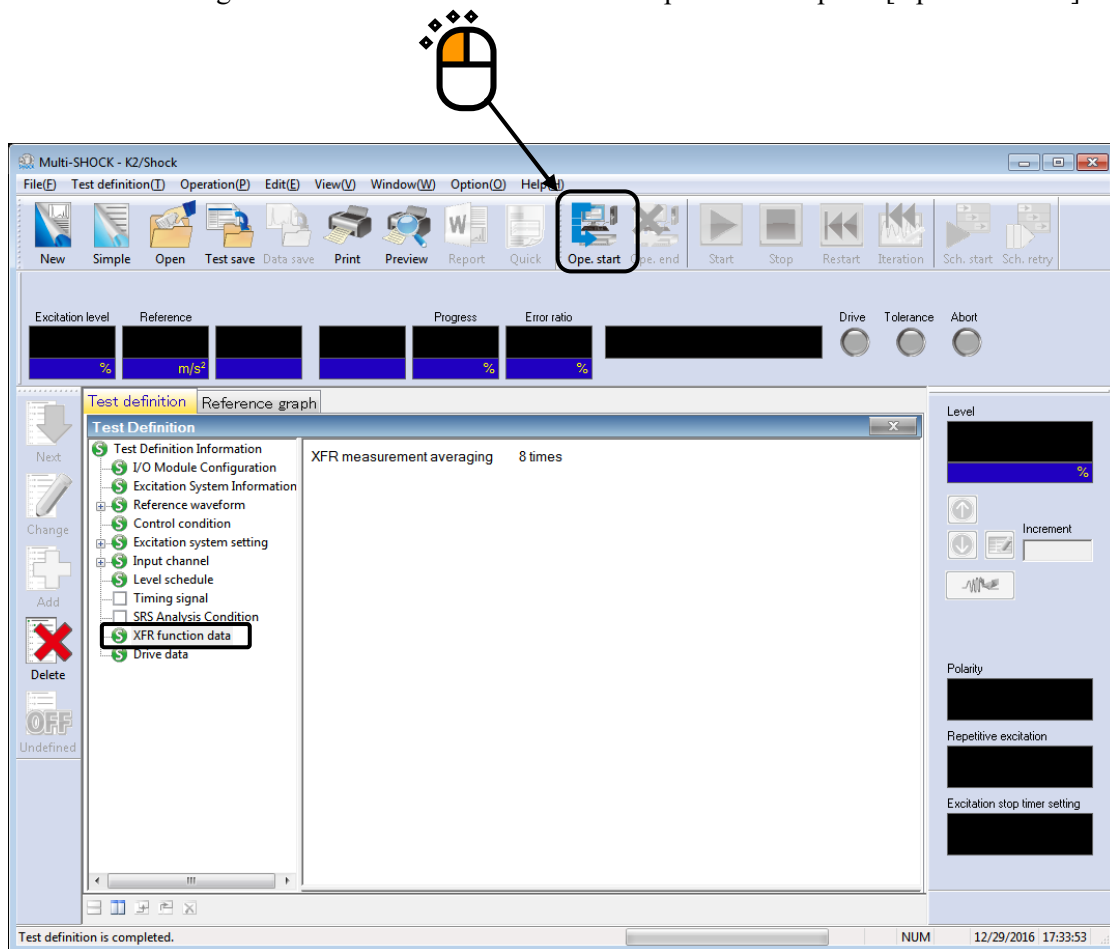 Multi-SHOCK - K2/Shock
File(F) Test definition(T) Operation(P) Edit(E) View(V) Window(W) Option(O)
New Simple Open Test save Data save Print Preview Report Quick Ope. start Ope. end Start Stop Restart Iteration Sch. start Sch. retry
Excitation level Reference Progress Error ratio Drive Tolerance Abort
% m/s² % %
Test definition Reference graph
Test Definition
Test Definition Information
I/O Module Configuration
Excitation System Information
Reference waveform
Control condition
Excitation system setting
Input channel
Level schedule
Timing signal
SRS Analysis Condition
XFR function data
Drive data
XFR measurement averaging 8 times
Next
Change
Add
Delete
OFF
Undefined
Level
%
Increment
Polarity
Repetitive excitation
Excitation stop timer setting
Test definition is completed. NUM 12/29/2016 17:33:53